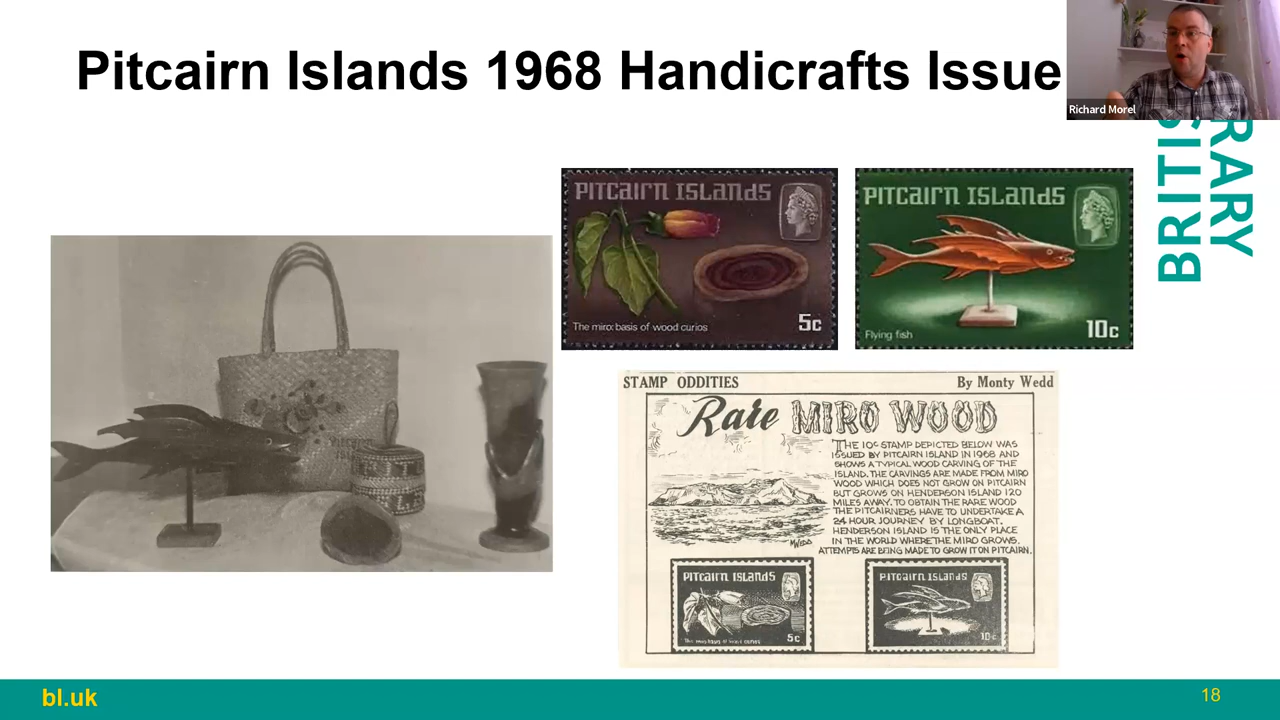 Pitcairn Islands 1968 Handicrafts Issue
Richard Morel
BRITIS
RARY
PITCAIRN ISLANDS
The miro: basis of wood curios
5c
PITCAIRN ISLANDS
Flying fish
10c
STAMP ODDITIES By Monty Wedd
Rare MIRO WOOD
THE 10c STAMP DEPICTED BELOW WAS
ISSUED BY PITCAIRN ISLAND IN 1968 AND
SHOWS A TYPICAL WOOD CARVING OF THE
ISLAND. THE CARVINGS ARE MADE FROM MIRO
WOOD WHICH DOES NOT GROW ON PITCAIRN
BUT GROWS ON HENDERSON ISLAND 120
MILES AWAY. TO OBTAIN THE RARE WOOD
THE PITCAIRNERS HAVE TO UNDERTAKE A
24 HOUR JOURNEY BY LONGBOAT.
HENDERSON ISLAND IS THE ONLY PLACE
IN THE WORLD WHERE THE MIRO GROWS.
ATTEMPTS ARE BEING MADE TO GROW IT ON PITCAIRN.
MWEDD
PITCAIRN ISLANDS
5c
PITCAIRN ISLANDS
10c
bl.uk
18